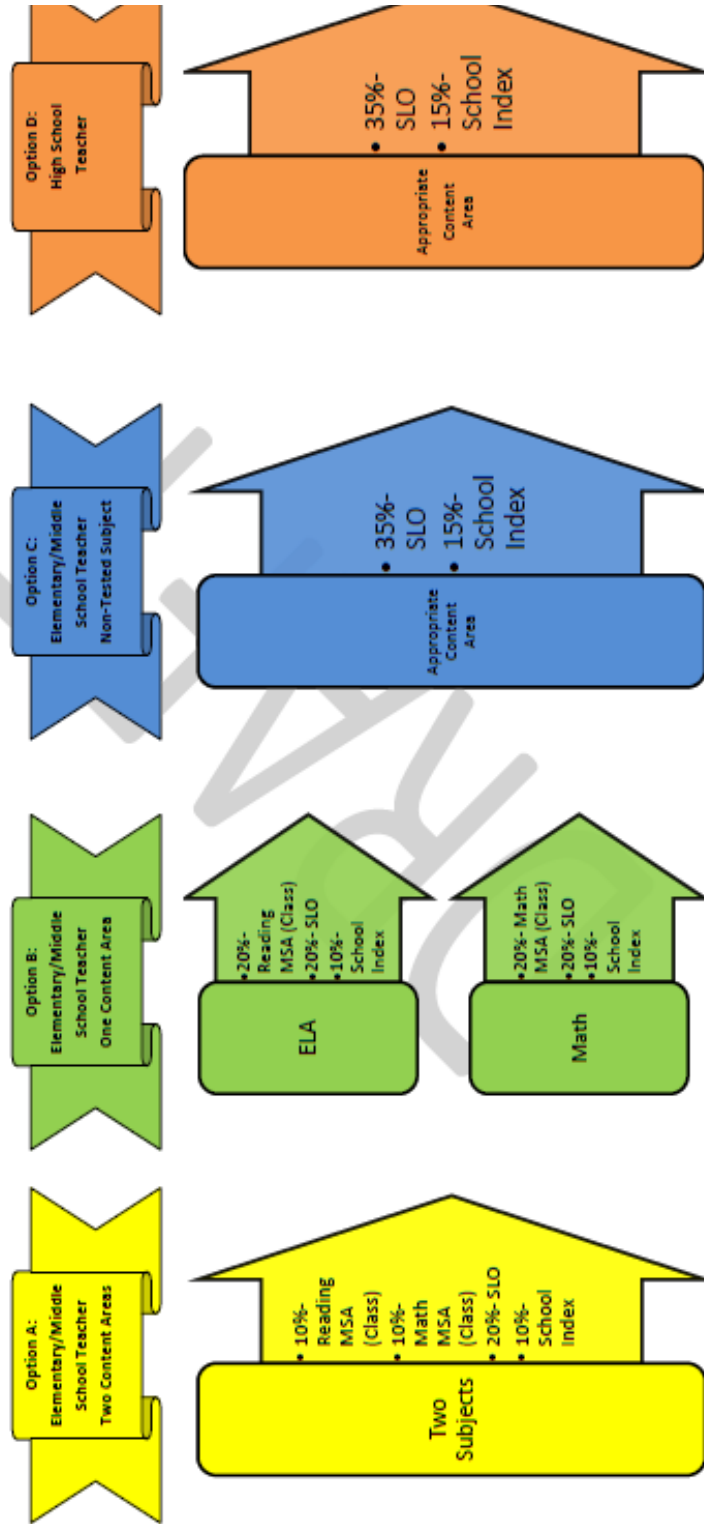 Option A:
Elementary/Middle
School Teacher
Two Content Areas
Two
Subjects
• 10%-
Reading
MSA
(Class)
• 10%-
Math
MSA
(Class)
• 20%- SLO
• 10%-
School
Index
Option B:
Elementary/Middle
School Teacher
One Content Area
ELA
•20%-
Reading
MSA (Class)
•20%- SLO
•10%-
School
Index
Math
•20%- Math
MSA (Class)
•20%- SLO
•10%-
School
Index
Option C:
Elementary/Middle
School Teacher
Non-Tested Subject
Appropriate
Content
Area
• 35%-
SLO
• 15%-
School
Index
Option D:
High School
Teacher
Appropriate
Content
Area
• 35%-
SLO
• 15%-
School
Index
DRAFT